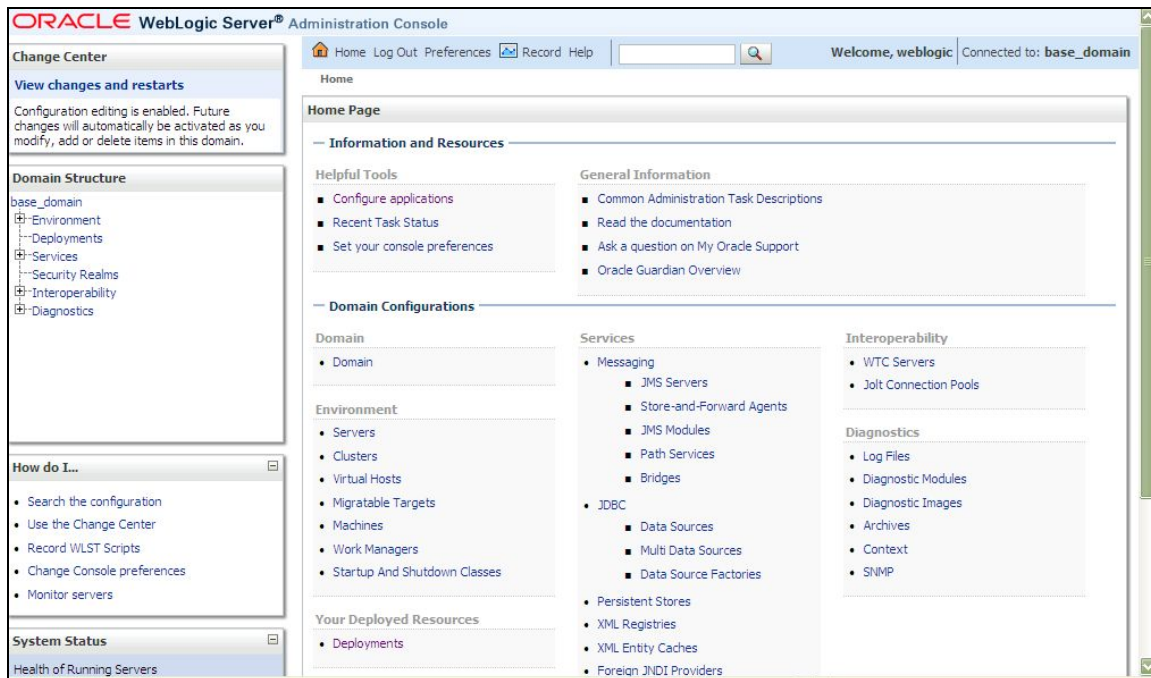 ORACLE WebLogic Server® Administration Console
Change Center
View changes and restarts
Configuration editing is enabled. Future
changes will automatically be activated as you
modify, add or delete items in this domain.
Domain Structure
base_domain
Environment
Deployments
Services
Security Realms
Interoperability
Diagnostics
How do I...
Search the configuration
Use the Change Center
Record WLST Scripts
Change Console preferences
Monitor servers
System Status
Health of Running Servers
Home Log Out Preferences Record Help
Welcome, weblogic Connected to: base_domain
Home
Home Page
Information and Resources
Helpful Tools
Configure applications
Recent Task Status
Set your console preferences
General Information
Common Administration Task Descriptions
Read the documentation
Ask a question on My Oracle Support
Oracle Guardian Overview
Domain Configurations
Domain
Domain
Environment
Servers
Clusters
Virtual Hosts
Migratable Targets
Machines
Work Managers
Startup And Shutdown Classes
Your Deployed Resources
Deployments
Services
Messaging
JMS Servers
Store-and-Forward Agents
JMS Modules
Path Services
Bridges
JDBC
Data Sources
Multi Data Sources
Data Source Factories
Persistent Stores
XML Registries
XML Entity Caches
Foreign JNDI Providers
Interoperability
WTC Servers
Jolt Connection Pools
Diagnostics
Log Files
Diagnostic Modules
Diagnostic Images
Archives
Context
SNMP